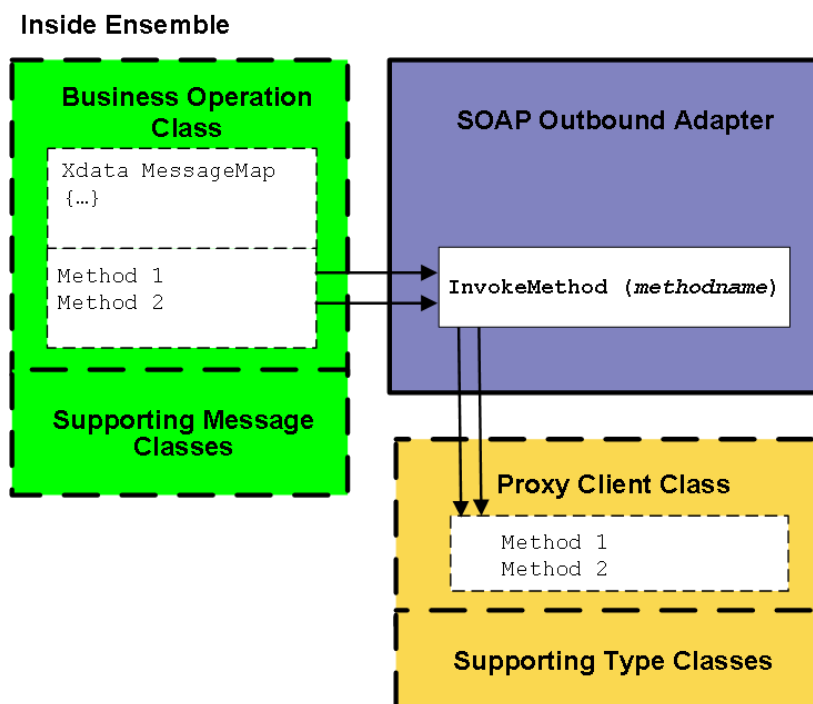 Inside Ensemble
Business Operation
Class
Xdata MessageMap
{…}
Method 1
Method 2
Supporting Message
Classes
SOAP Outbound Adapter
InvokeMethod (methodname)
Proxy Client Class
Method 1
Method 2
Supporting Type Classes